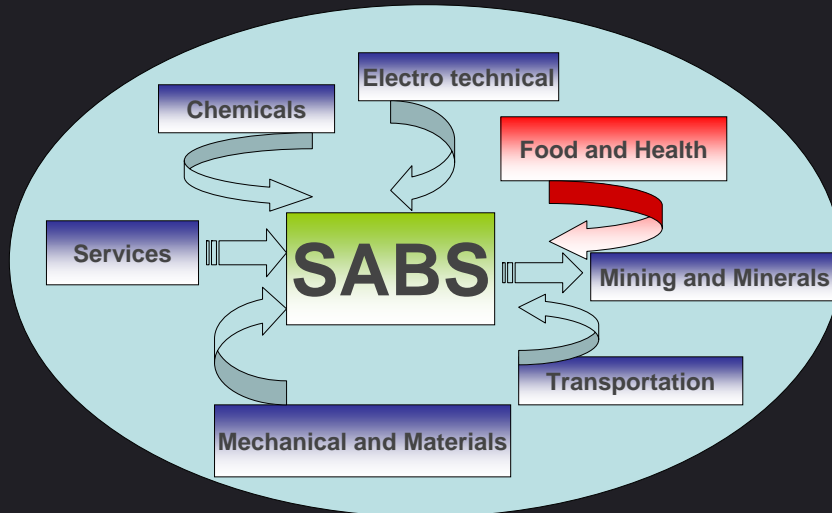 Electro technical
Chemicals
Food and Health
Services
SABS
Mining and Minerals
Transportation
Mechanical and Materials